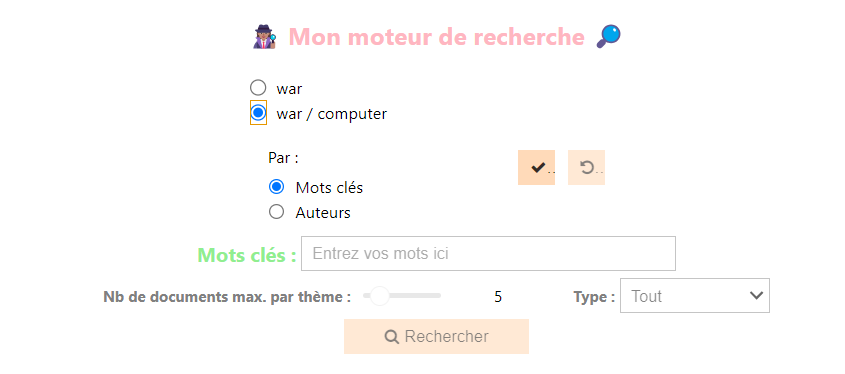 Mon moteur de recherche
war
war / computer
Par :
Mots clés
Auteurs
Mots clés : Entrez vos mots ici
Nb de documents max. par thème : 5 Type : Tout
Rechercher